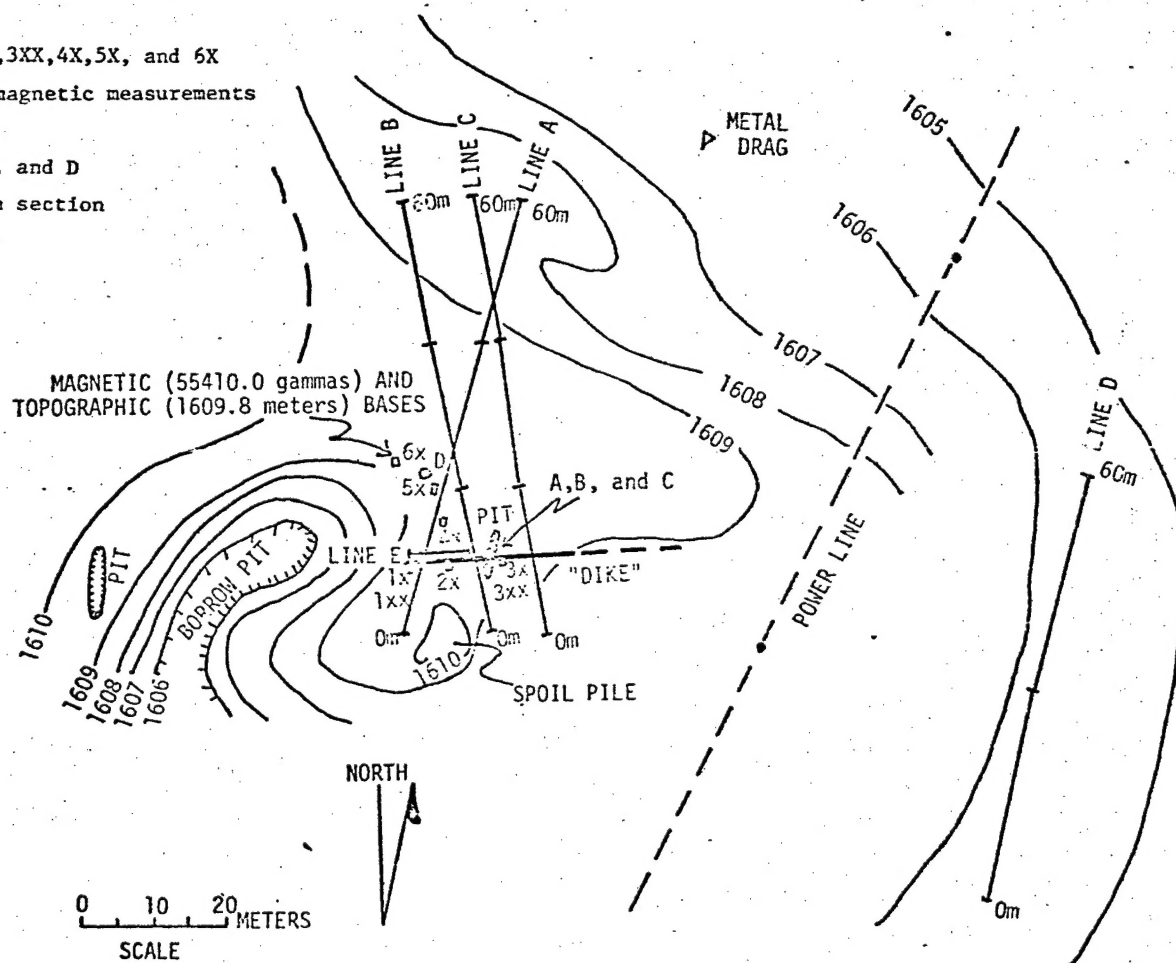 ,3XX,4X,5X, and 6X
magnetic measurements
and D
section
LINE B
LINE C
LINE A
60m
60m
60m
METAL
DRAG
1605
1606
1607
1608
1609
MAGNETIC (55410.0 gammas) AND
TOPOGRAPHIC (1609.8 meters) BASES
6x D
5x
A,B, and C
PIT
LINE E
1x
2x
3x
1xx
3xx
"DIKE"
PIT
BORROW PIT
0m
0m
0m
1610
SPOIL PILE
1610
1609
1608
1607
1606
POWER LINE
LINE D
60m
0m
NORTH
0 10 20 METERS
SCALE